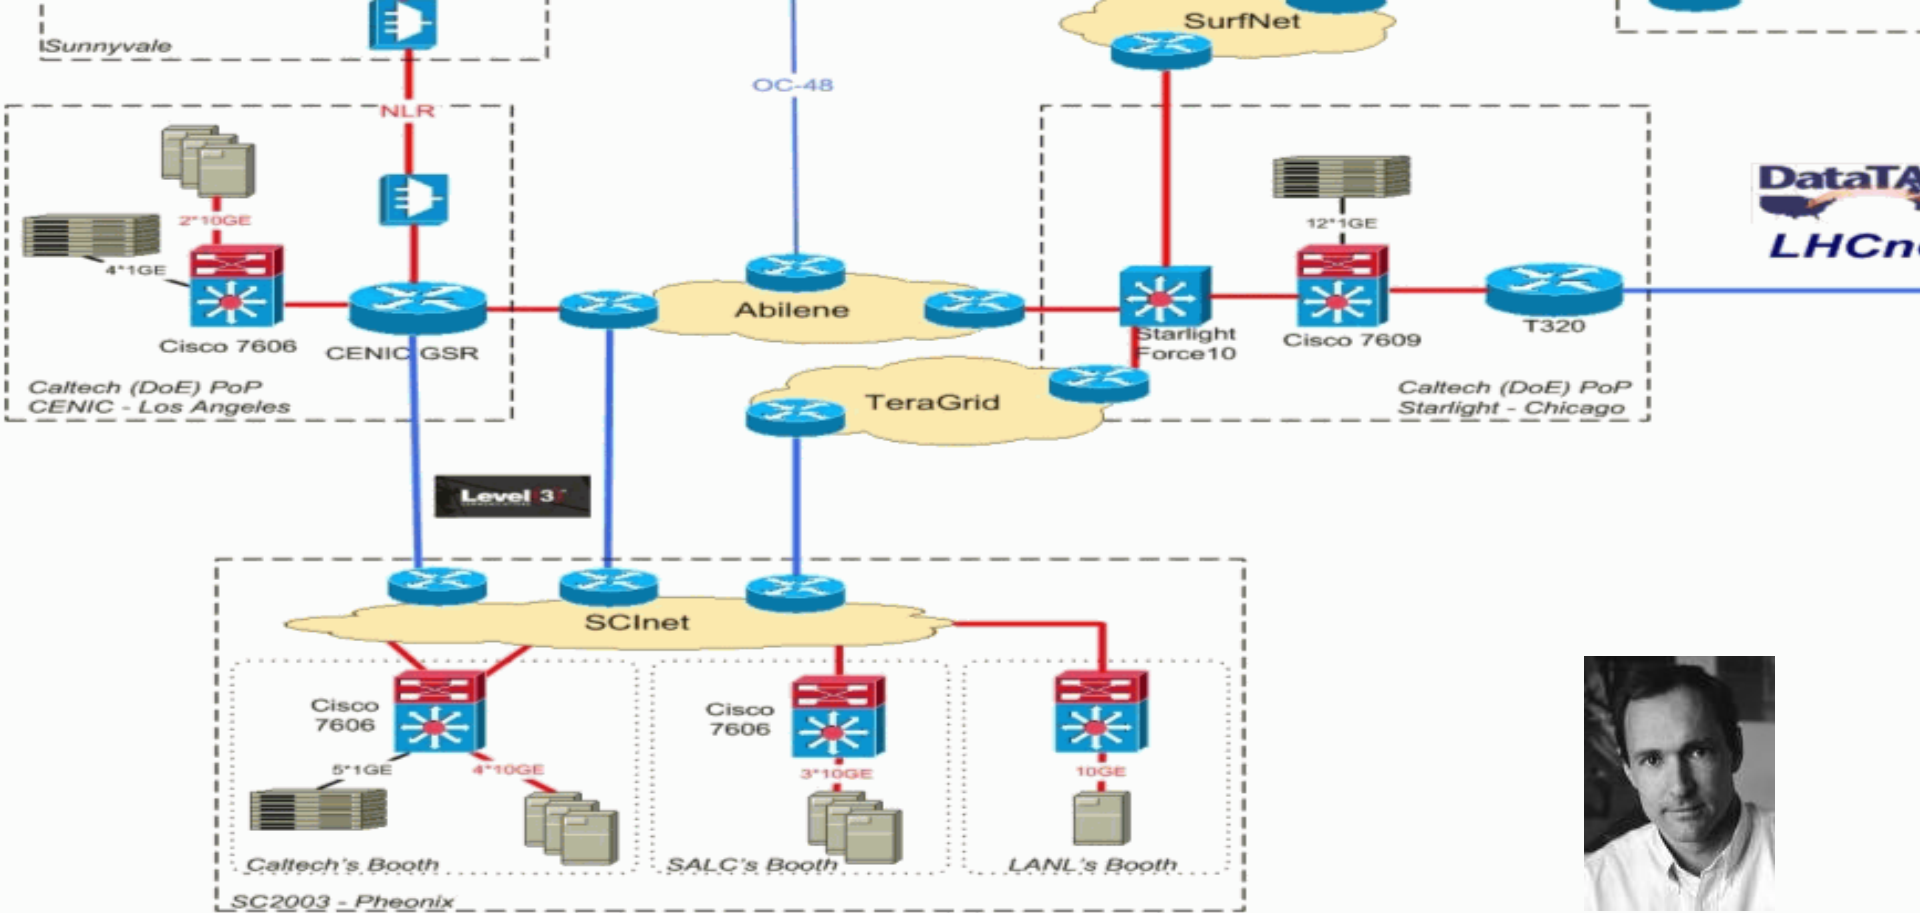 SurfNet
Sunnyvale
OC-48
NLR
2*10GE
4*1GE
12*1GE
LHCn
Abilene
Cisco 7606
CENIC GSR
Starlight
Force10
Cisco 7609
T320
Caltech (DoE) PoP
CENIC - Los Angeles
TeraGrid
Caltech (DoE) PoP
Starlight - Chicago
Level 3
SCInet
Cisco
7606
Cisco
7606
5*1GE
4*10GE
3*10GE
10GE
Caltech's Booth
SALC's Booth
LANL's Booth
SC2003 - Pheonix